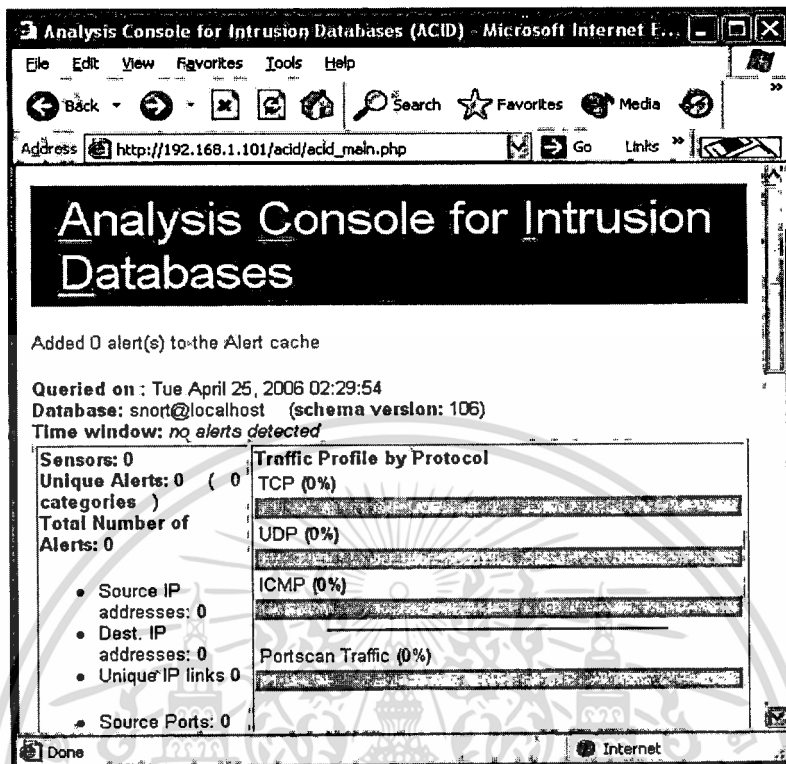 Analysis Console for Intrusion Databases (ACID) - Microsoft Internet E...
File Edit View Favorites Tools Help
Back Search Favorites Media »
Address http://192.168.1.101/acid/acid_main.php Go Links »
Analysis Console for Intrusion
Databases
Added 0 alert(s) to the Alert cache
Queried on : Tue April 25, 2006 02:29:54
Database: snort@localhost (schema version: 106)
Time window: no alerts detected
Sensors: 0
Unique Alerts: 0 ( 0
categories )
Total Number of
Alerts: 0
• Source IP
addresses: 0
• Dest. IP
addresses: 0
• Unique IP links 0
• Source Ports: 0
Traffic Profile by Protocol
TCP (0%)
UDP (0%)
ICMP (0%)
Portscan Traffic (0%)
Done Internet